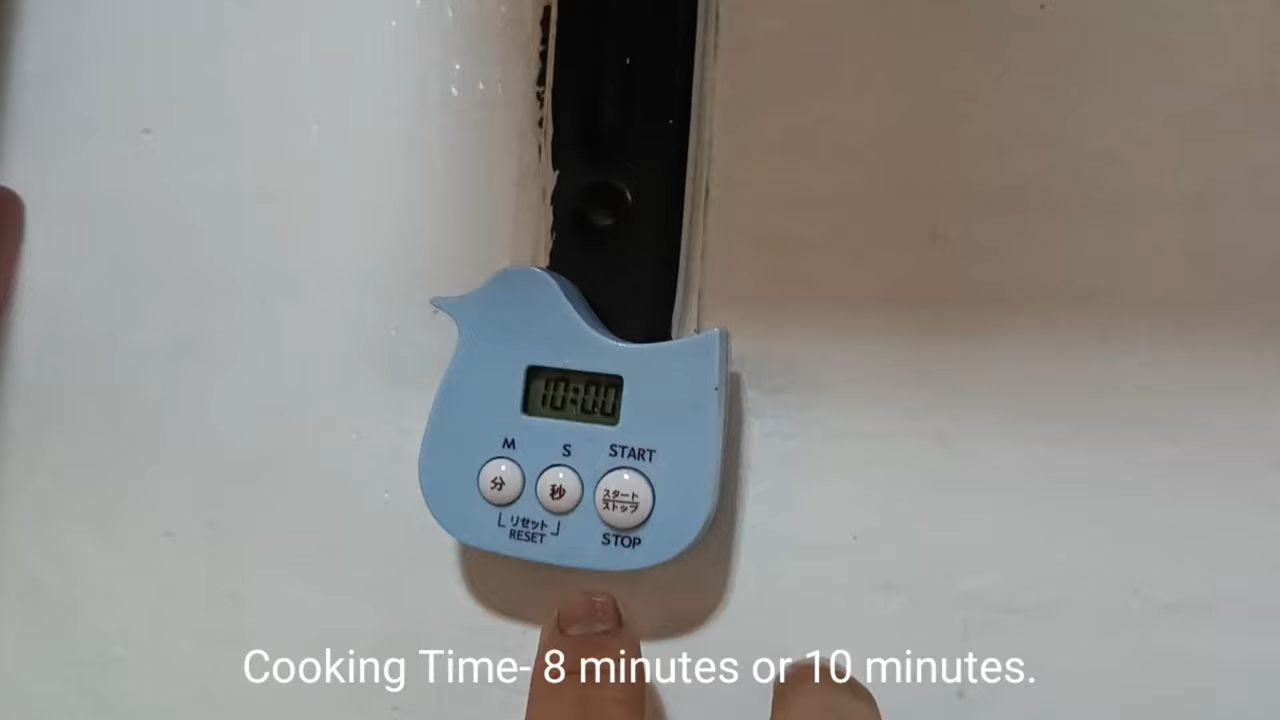 10:00
M S START
分 秒 スタート
ストップ
リセット
RESET STOP
Cooking Time- 8 minutes or 10 minutes.